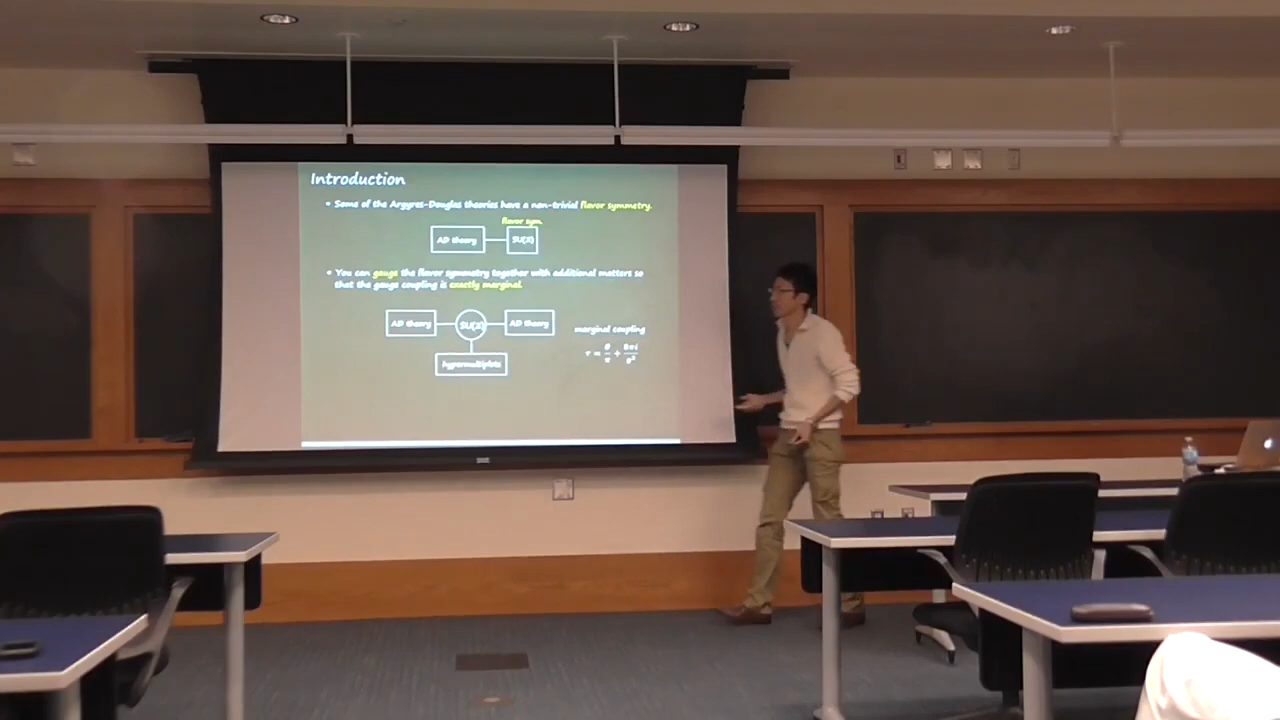 Introduction
• Some of the Argyres-Douglas theories have a non-trivial flavor symmetry.
flavor sym.
AD theory
• You can gauge the flavor symmetry together with additional matters so
that the gauge coupling is exactly marginal.
AD theory SU(2) AD theory
marginal coupling
hypermultiplets